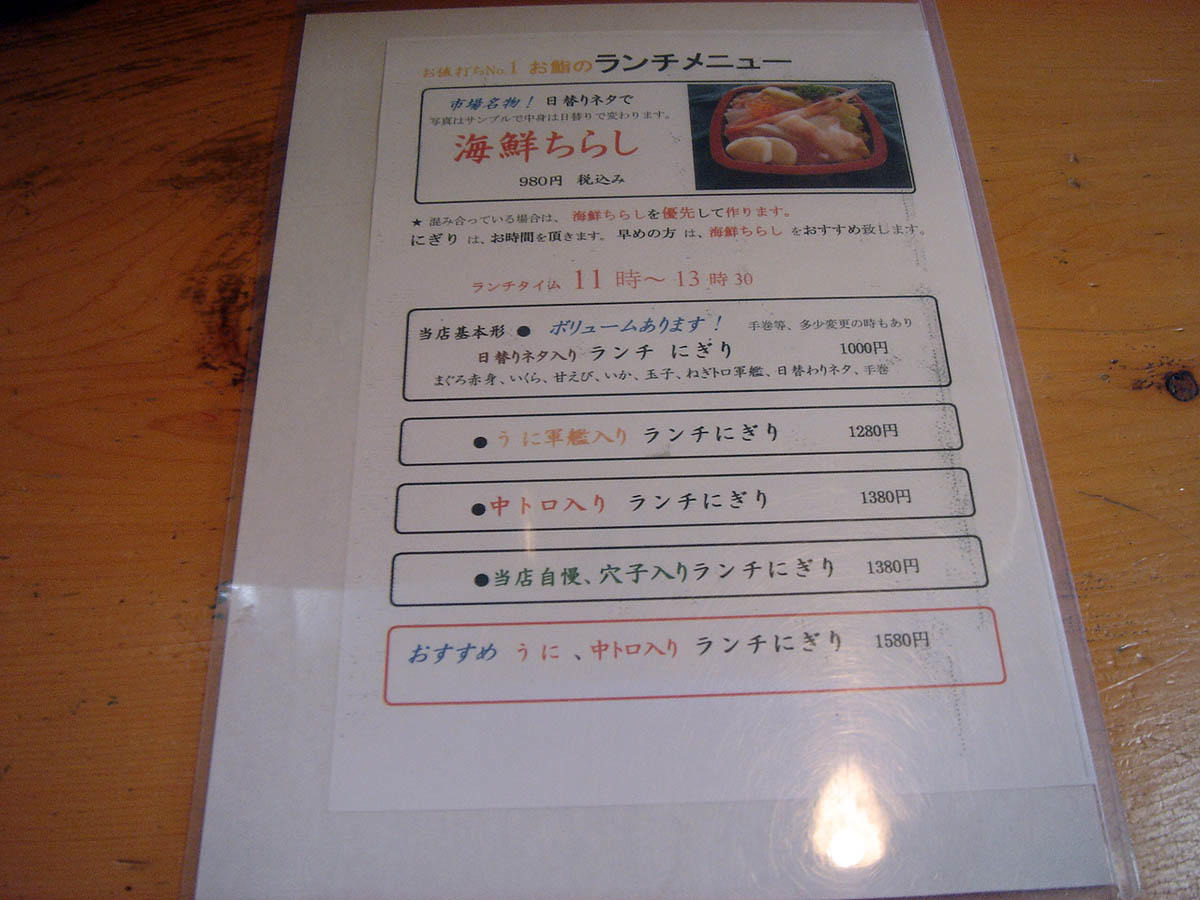 お値打ちNo.1 お鮨のランチメニュー
市場名物! 日替りネタで
写真はサンプルで中身は日替りで変わります。
海鮮ちらし
980円 税込み
★ 混み合っている場合は、 海鮮ちらしを優先して作ります。
にぎり は、お時間を頂きます。 早めの方 は、海鮮ちらし をおすすめ致します。
ランチタイム 11 時～ 13 時 30
当店基本形 ● ボリュームあります! 手巻等、多少変更の時もあり
日替りネタ入り ランチ にぎり 1000円
まぐろ赤身、いくら、甘えび、いか、玉子、ねぎトロ軍艦、日替わりネタ、手巻
●うに軍艦入り ランチにぎり 1280円
●中トロ入り ランチにぎり 1380円
●当店自慢、穴子入りランチにぎり 1380円
おすすめ うに 、中トロ入り ランチにぎり 1580円